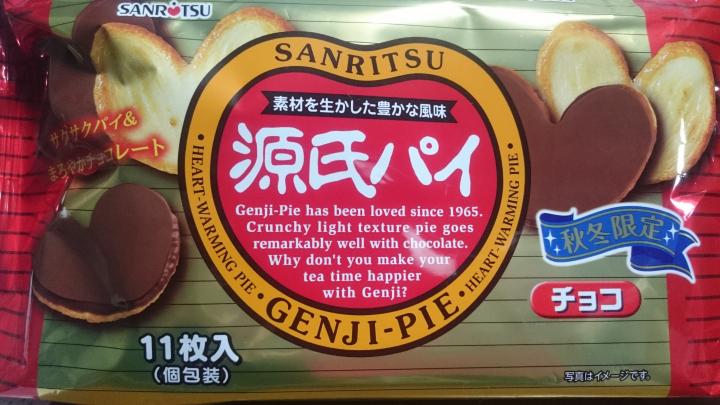 SANRITSU
SANRITSU
サクサクパイ&
まろやかチョコレート
SANRITSU
素材を生かした豊かな風味
源氏パイ
Genji-Pie has been loved since 1965.
Crunchy light texture pie goes
remarkably well with chocolate.
Why don't you make your
tea time happier
with Genji?
• HEART-WARMING PIE •
• HEART-WARMING PIE •
GENJI-PIE
秋冬限定
チョコ
11枚入
(個包装)
写真はイメージです。